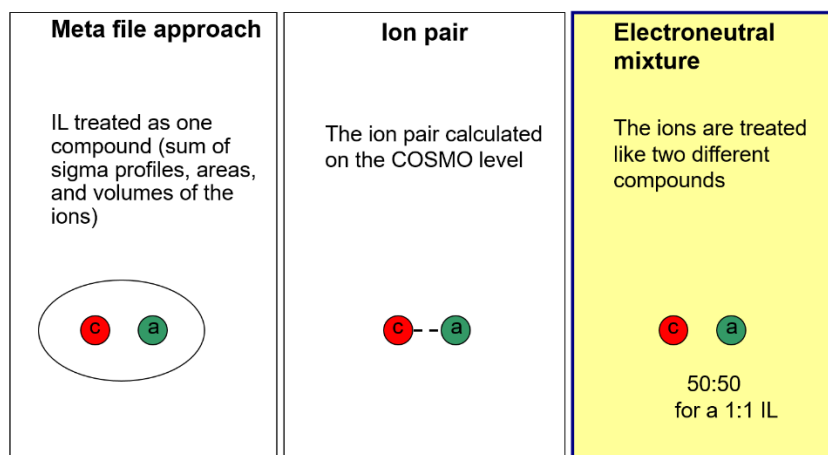 Meta file approach
IL treated as one
compound (sum of
sigma profiles, areas,
and volumes of the
ions)
c
a
Ion pair
The ion pair calculated
on the COSMO level
c
a
Electroneutral
mixture
The ions are treated
like two different
compounds
c
a
50:50
for a 1:1 IL